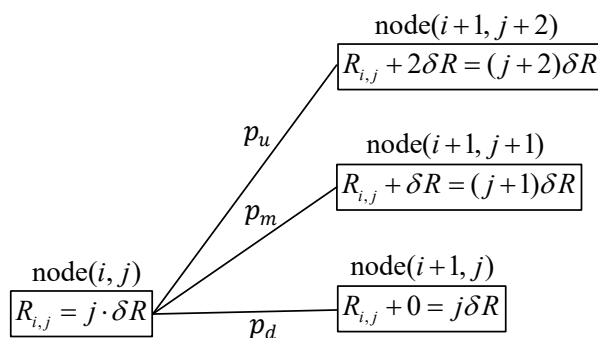 node(i+1, j+2)
R_{i,j} + 2δR = (j+2)δR
p_u
node(i+1, j+1)
R_{i,j} + δR = (j+1)δR
p_m
node(i, j)
R_{i,j} = j · δR
node(i+1, j)
R_{i,j} + 0 = jδR
p_d